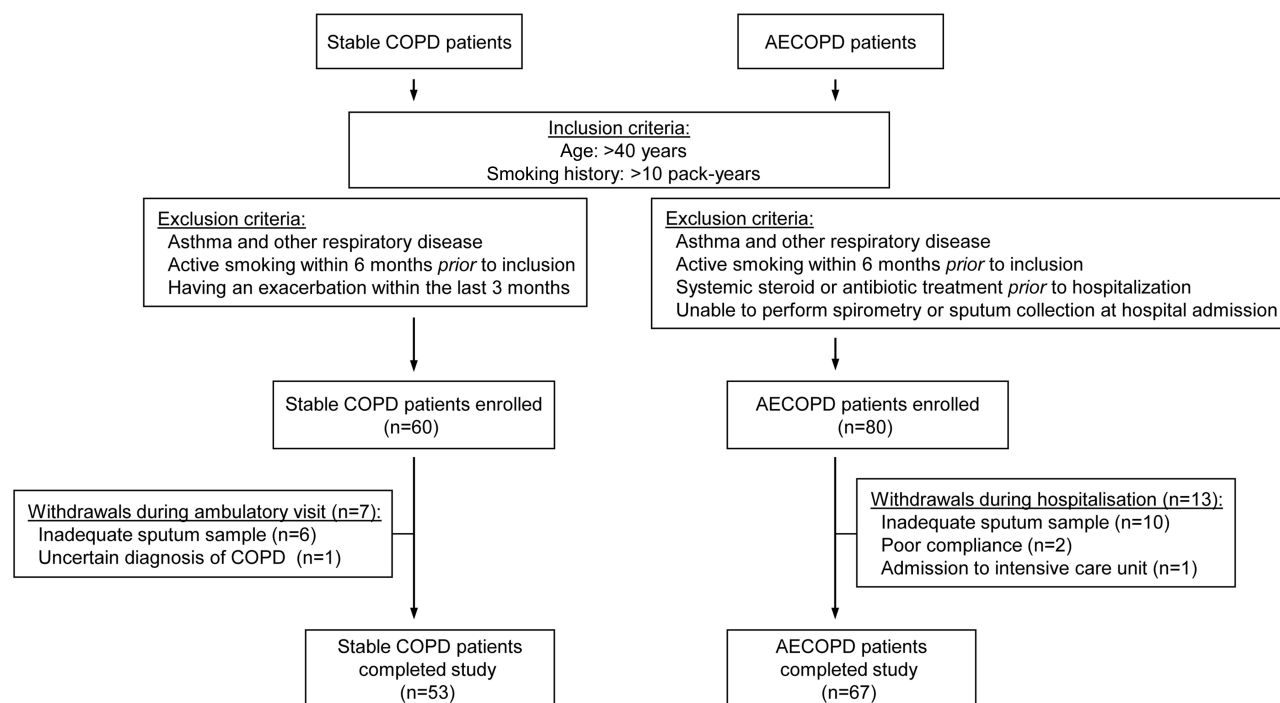 Stable COPD patients
AECOPD patients
Inclusion criteria:
Age: >40 years
Smoking history: >10 pack-years
Exclusion criteria:
Asthma and other respiratory disease
Active smoking within 6 months prior to inclusion
Having an exacerbation within the last 3 months
Exclusion criteria:
Asthma and other respiratory disease
Active smoking within 6 months prior to inclusion
Systemic steroid or antibiotic treatment prior to hospitalization
Unable to perform spirometry or sputum collection at hospital admission
Stable COPD patients enrolled
(n=60)
AECOPD patients enrolled
(n=80)
Withdrawals during ambulatory visit (n=7):
Inadequate sputum sample (n=6)
Uncertain diagnosis of COPD (n=1)
Withdrawals during hospitalisation (n=13):
Inadequate sputum sample (n=10)
Poor compliance (n=2)
Admission to intensive care unit (n=1)
Stable COPD patients
completed study
(n=53)
AECOPD patients
completed study
(n=67)